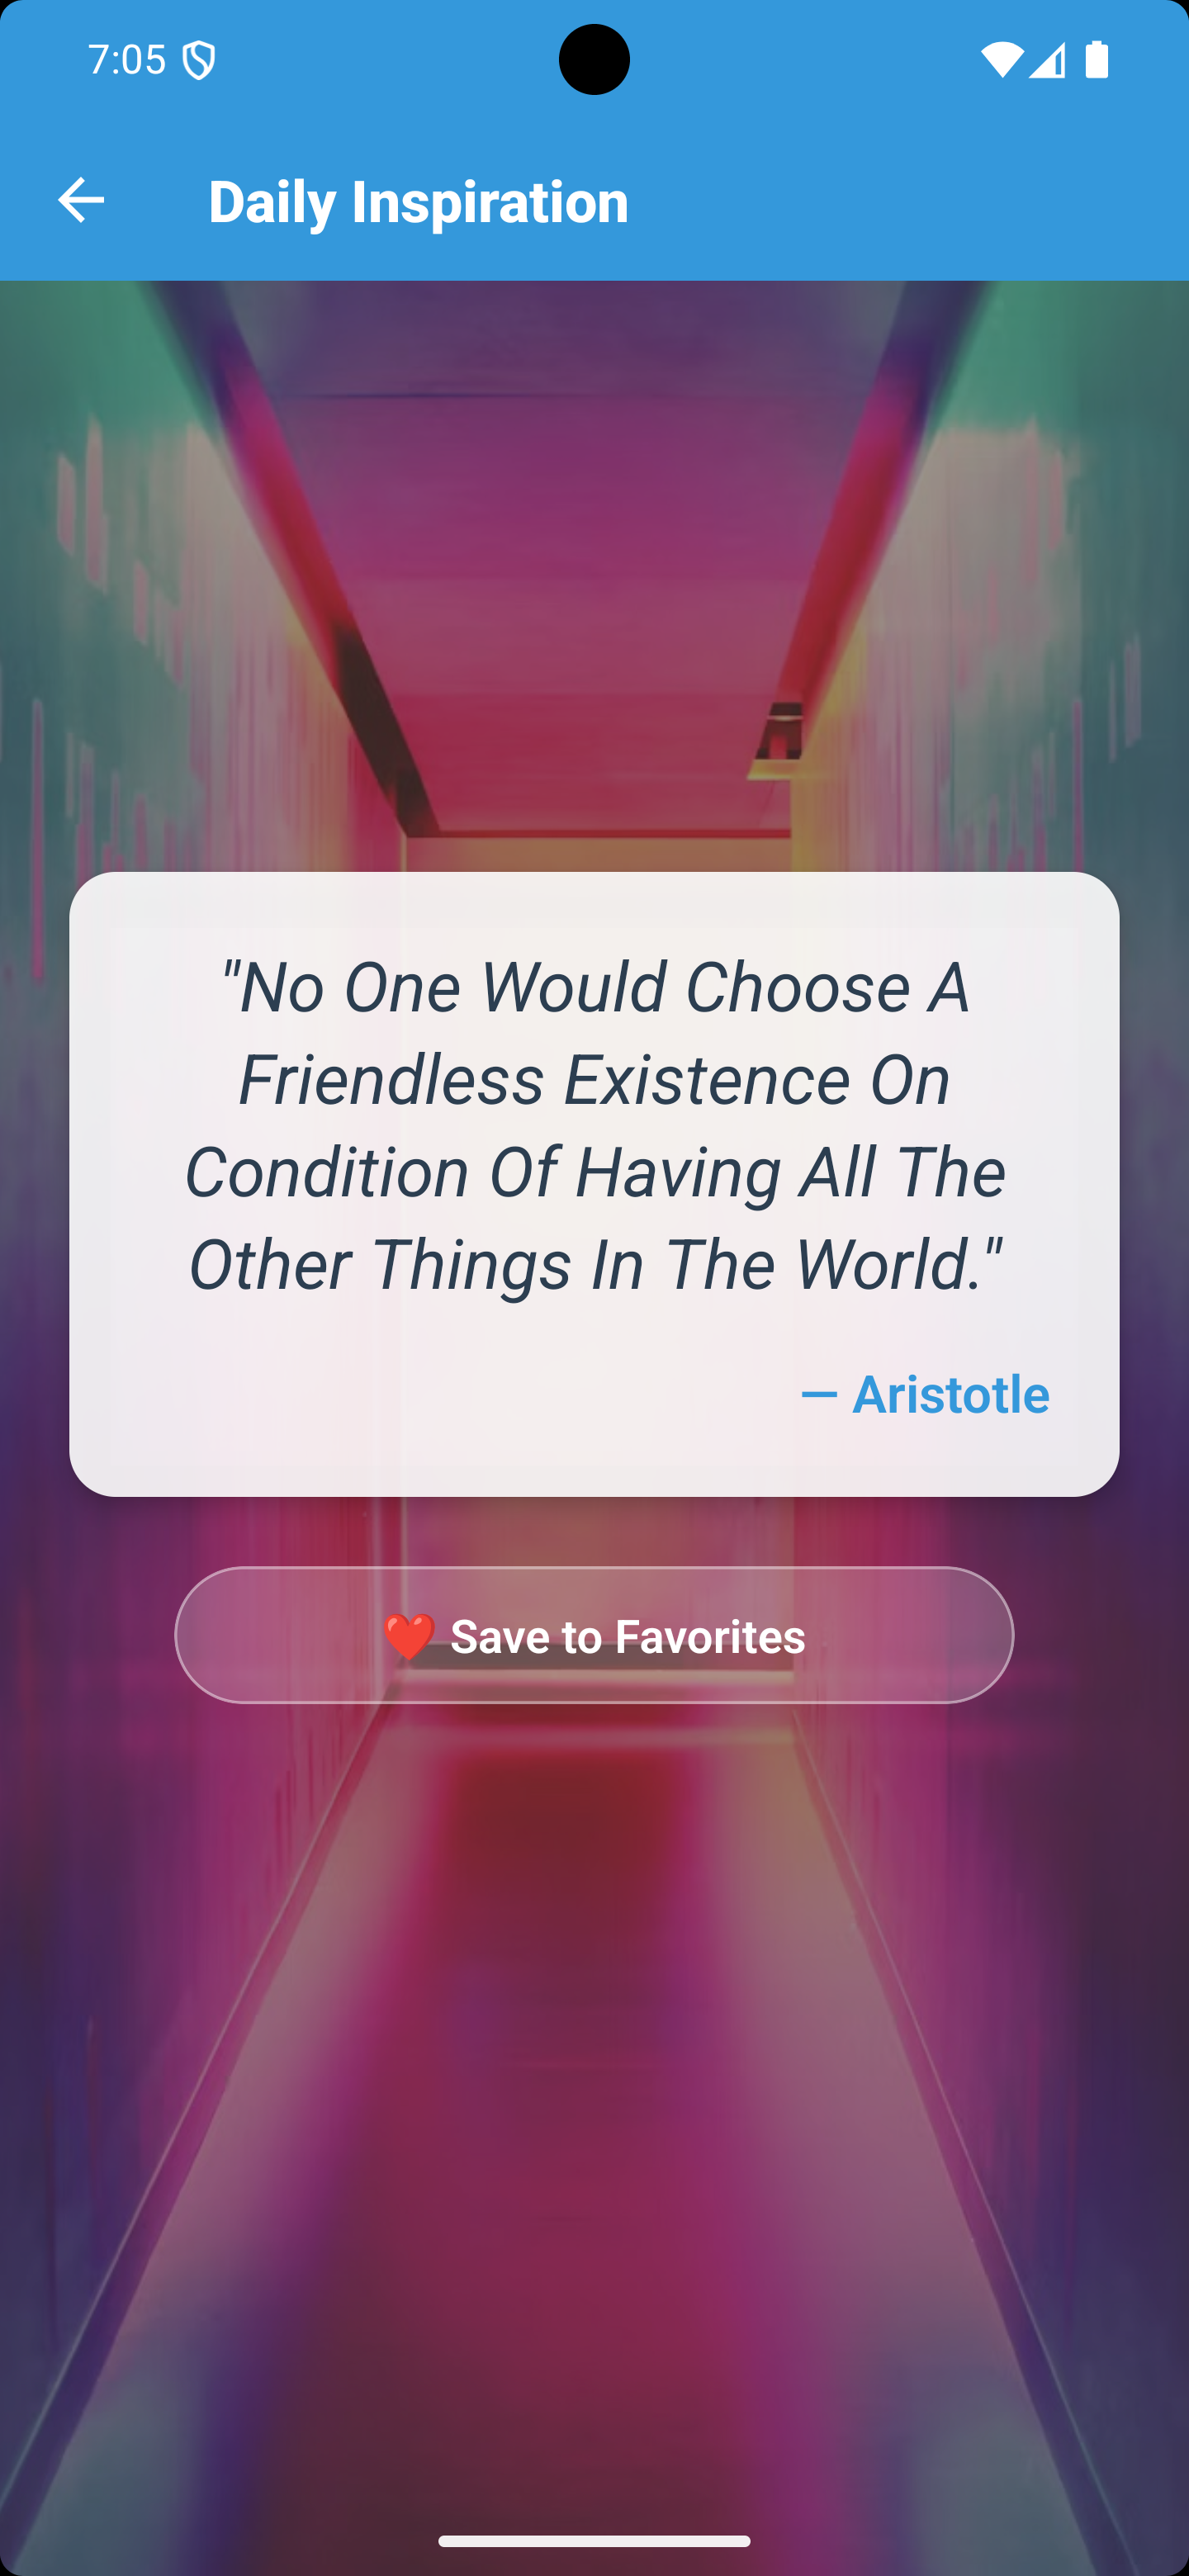 7:05
Daily Inspiration
"No One Would Choose A
Friendless Existence On
Condition Of Having All The
Other Things In The World."
— Aristotle
❤️ Save to Favorites